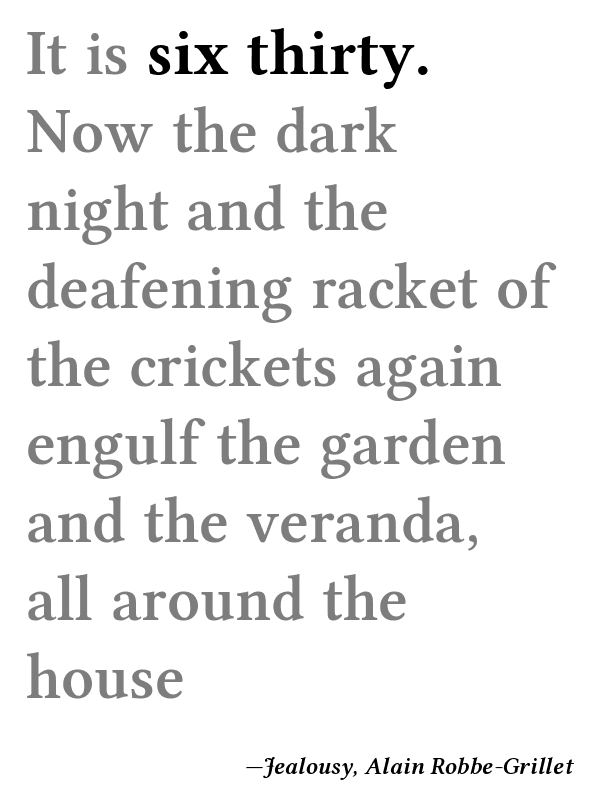 It is six thirty.
Now the dark
night and the
deafening racket of
the crickets again
engulf the garden
and the veranda,
all around the
house
—Jealousy, Alain Robbe-Grillet